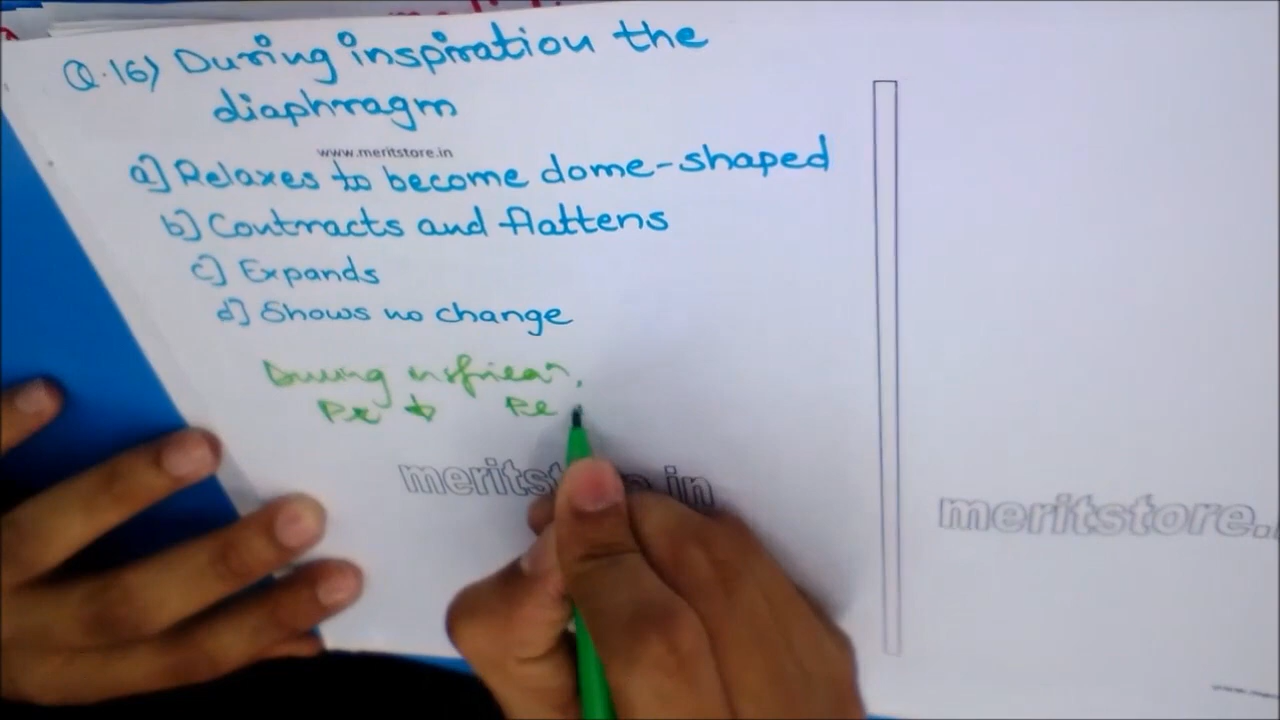 Q.16) During inspiration the
diaphragm
www.meritstore.in
a] Relaxes to become dome-shaped
b] Contracts and flattens
c] Expands
d] Shows no change
During
meritstore.in
meritstore.